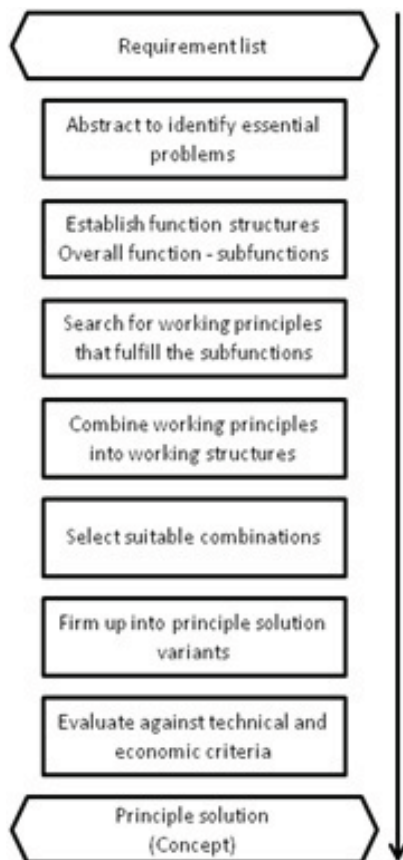 Requirement list
Abstract to identify essential
problems
Establish function structures
Overall function - subfunctions
Search for working principles
that fulfill the subfunctions
Combine working principles
into working structures
Select suitable combinations
Firm up into principle solution
variants
Evaluate against technical and
economic criteria
Principle solution
(Concept)